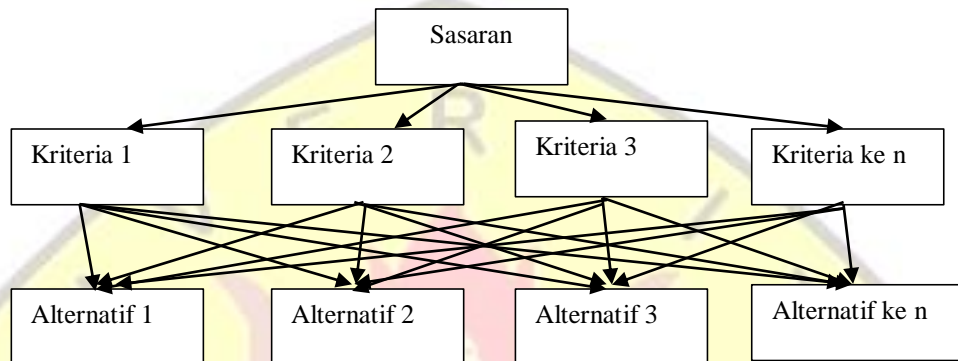 Sasaran
Kriteria 1
Kriteria 2
Kriteria 3
Kriteria ke n
Alternatif 1
Alternatif 2
Alternatif 3
Alternatif ke n